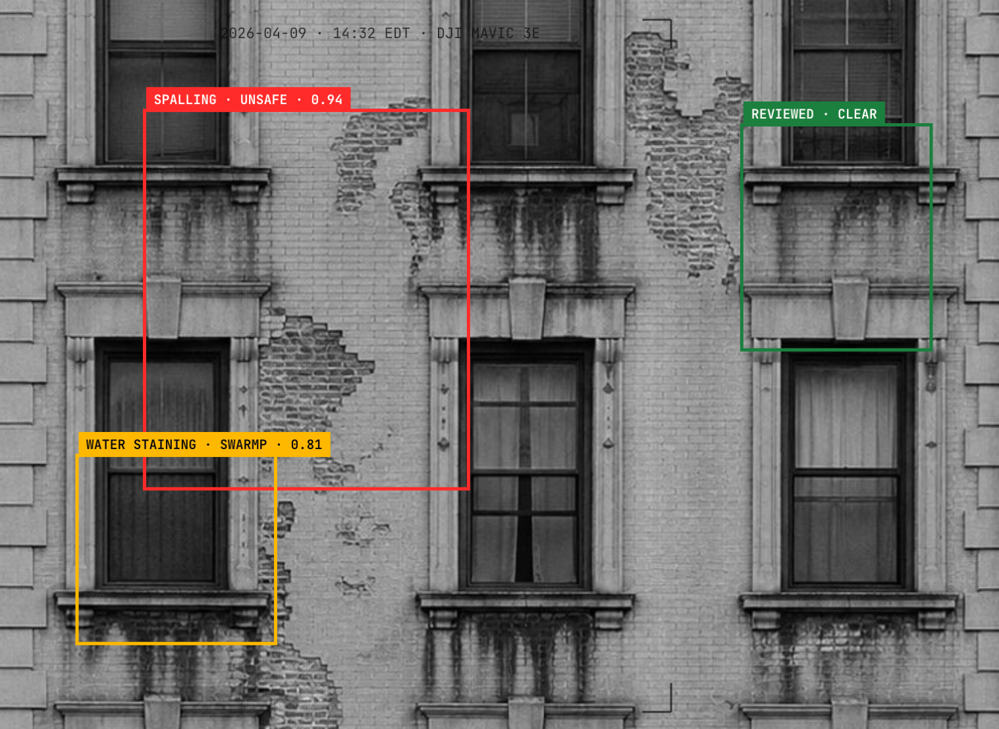 2026-04-09 · 14:32 EDT · DJI MAVIC 3E
SPALLING · UNSAFE · 0.94
REVIEWED · CLEAR
WATER STAINING · SWARMP · 0.81